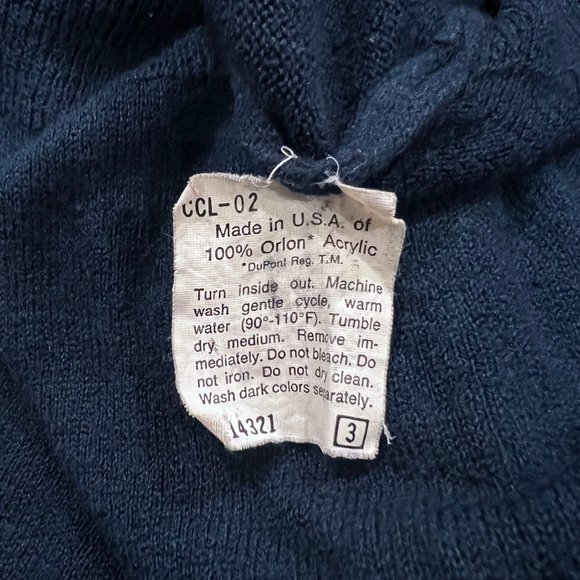 CCL-02
Made in U.S.A. of
100% Orlon* Acrylic
*DuPont Reg. T.M.
Turn inside out. Machine
wash gentle cycle, warm
water (90°-110°F). Tumble
dry medium. Remove im-
mediately. Do not bleach. Do
not iron. Do not dry clean.
Wash dark colors separately.
14321 3